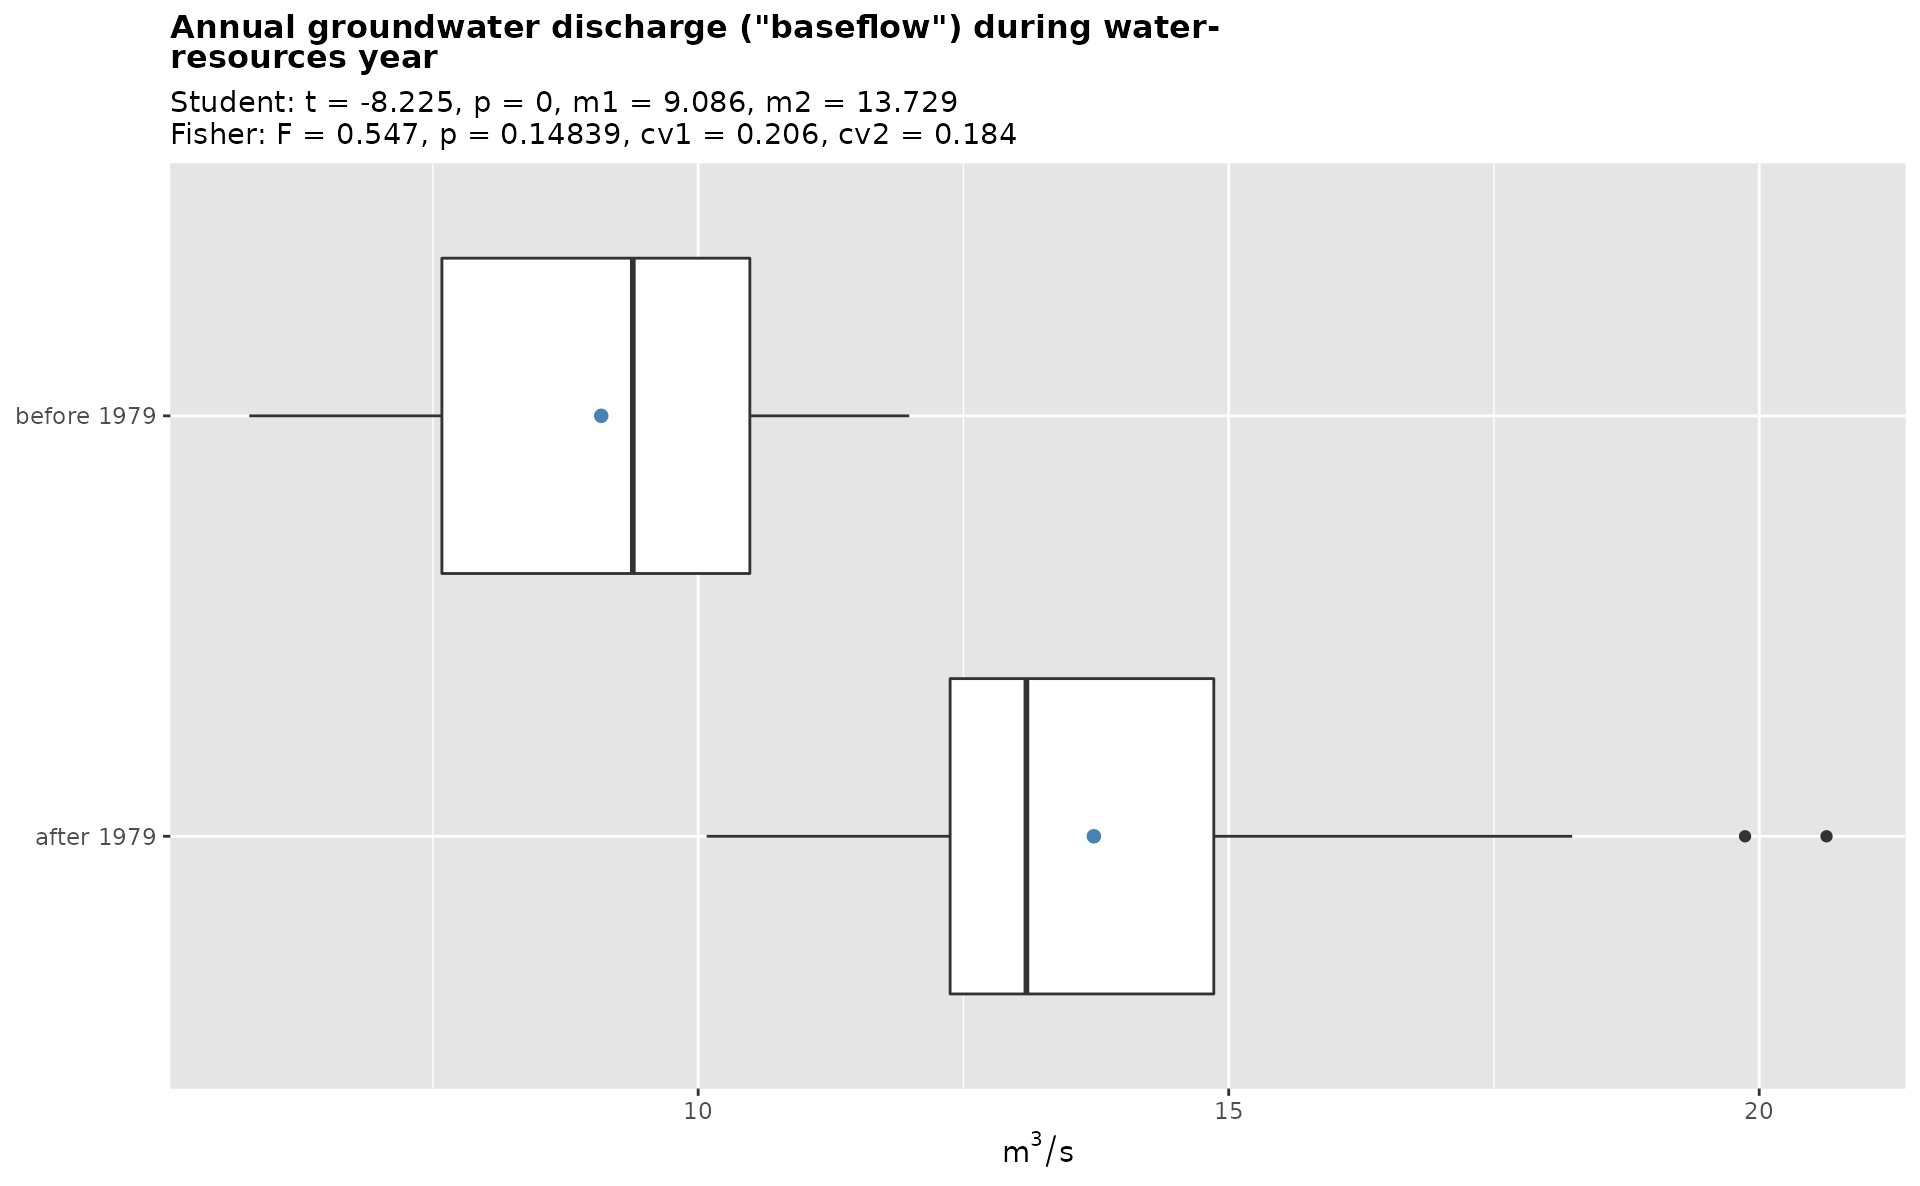 Annual groundwater discharge ("baseflow") during water-
resources year
Student: t = -8.225, p = 0, m1 = 9.086, m2 = 13.729
Fisher: F = 0.547, p = 0.14839, cv1 = 0.206, cv2 = 0.184
before 1979
after 1979
10 15 20
m³/s